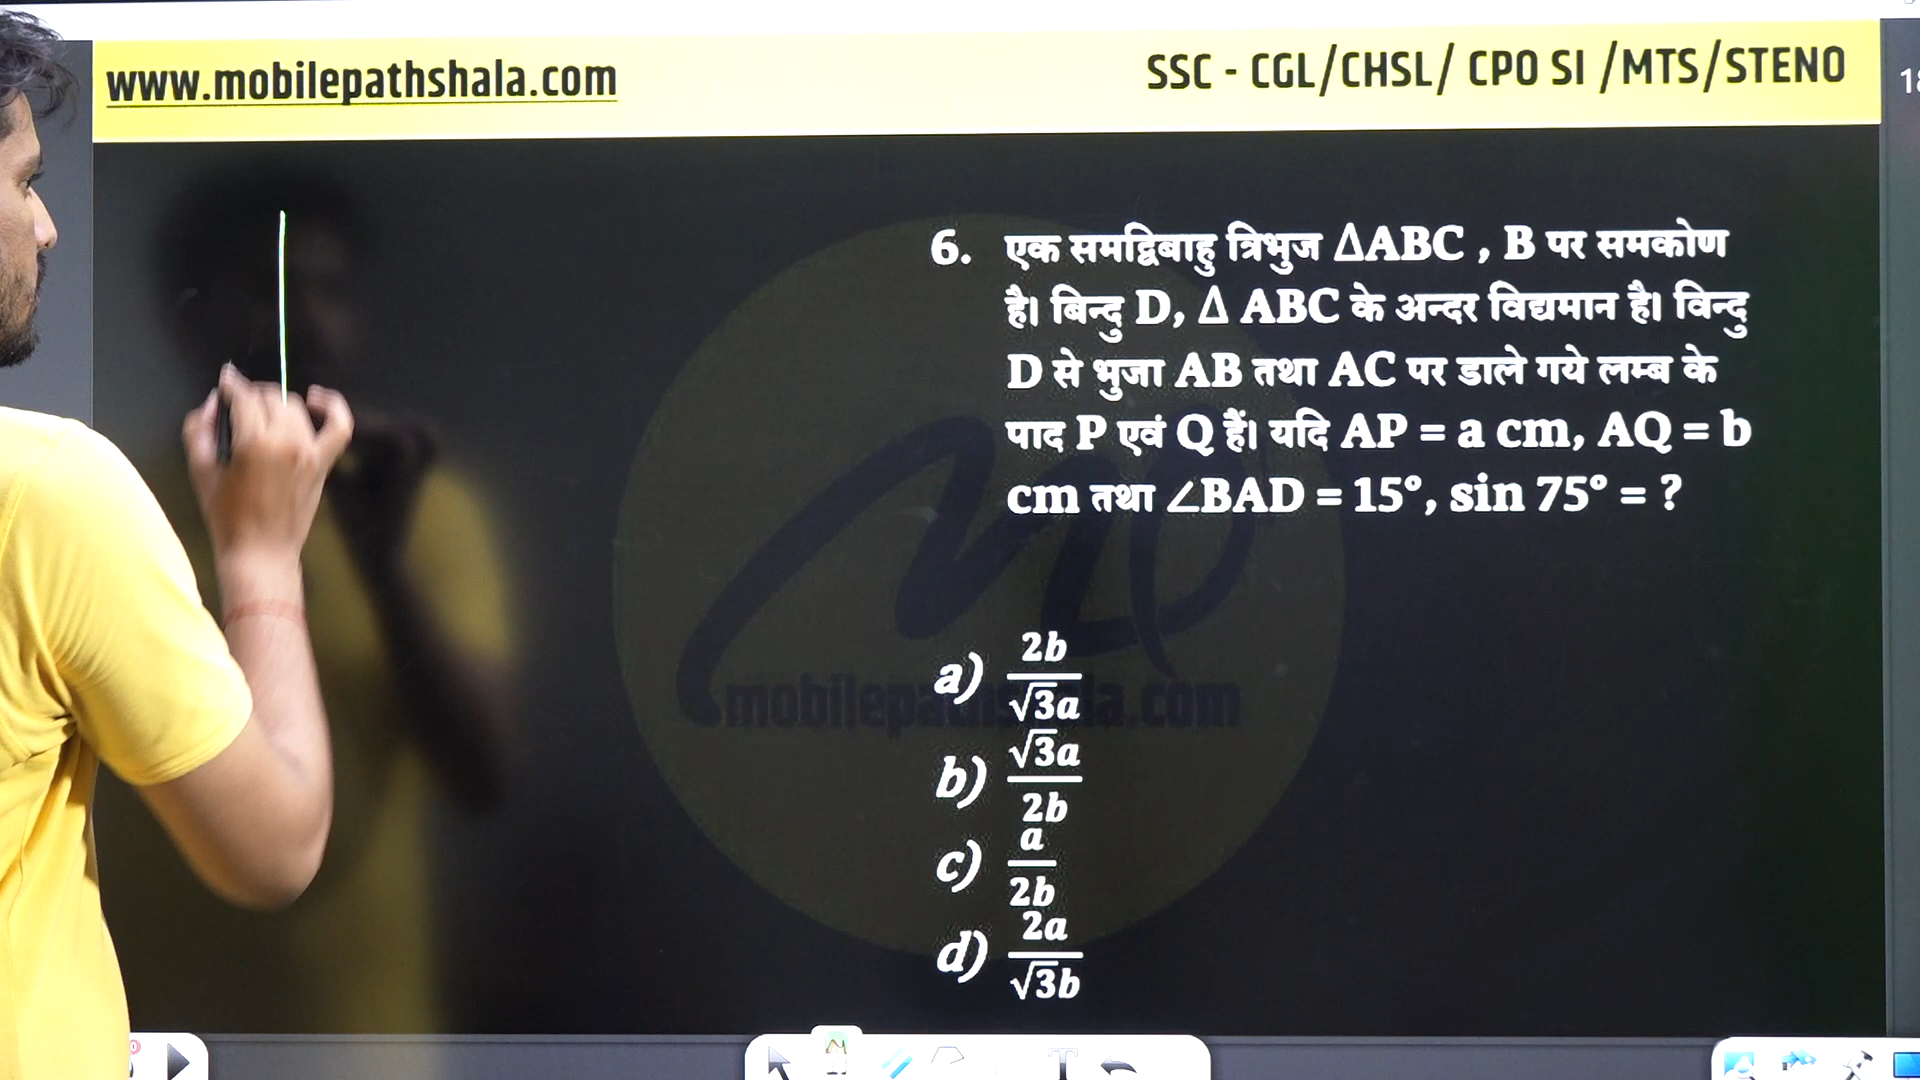 www.mobilepathshala.com
SSC - CGL/CHSL/ CPO SI /MTS/STENO
6. एक समद्विबाहु त्रिभुज ΔABC , B पर समकोण
है। बिन्दु D, Δ ABC के अन्दर विद्यमान है। विन्दु
D से भुजा AB तथा AC पर डाले गये लम्ब के
पाद P एवं Q हैं। यदि AP = a cm, AQ = b
cm तथा ∠BAD = 15°, sin 75° = ?
mobilepathshala.com
a) 2b/√3a
b) √3a/2b
c) a/2b
d) 2a/√3b